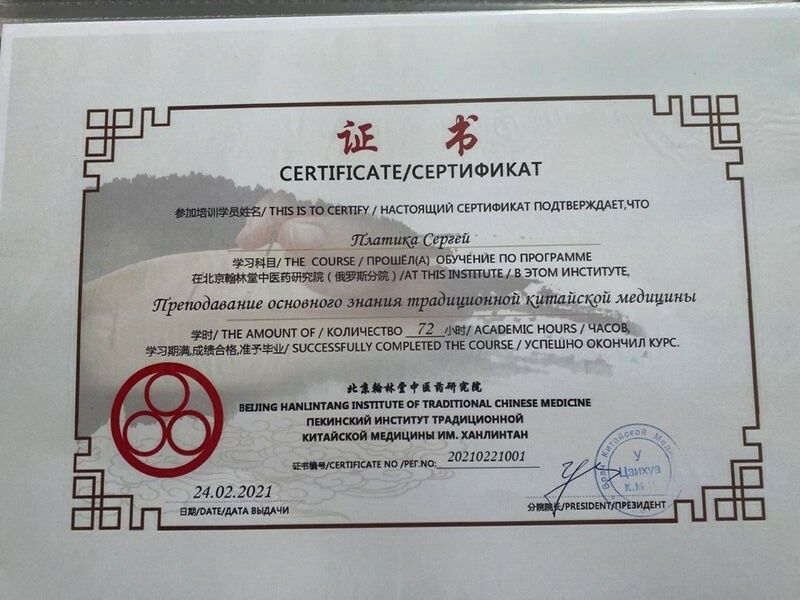 证 书
CERTIFICATE/СЕРТИФИКАТ
参加培训学员姓名/ THIS IS TO CERTIFY / НАСТОЯЩИЙ СЕРТИФИКАТ ПОДТВЕРЖДАЕТ,ЧТО
Платика Сергей
学习科目/ THE COURSE / ПРОШЁЛ(А) ОБУЧЕНИЕ ПО ПРОГРАММЕ
在北京翰林堂中医药研究院（俄罗斯分院）/AT THIS INSTITUTE / В ЭТОМ ИНСТИТУТЕ,
Преподавание основного знания традиционной китайской медицины
学时/ THE AMOUNT OF / КОЛИЧЕСТВО 72 小时/ ACADEMIC HOURS / ЧАСОВ,
学习期满,成绩合格,准予毕业/ SUCCESSFULLY COMPLETED THE COURSE / УСПЕШНО ОКОНЧИЛ КУРС.
北京翰林堂中医药研究院
BEIJING HANLINTANG INSTITUTE OF TRADITIONAL CHINESE MEDICINE
ПЕКИНСКИЙ ИНСТИТУТ ТРАДИЦИОННОЙ
КИТАЙСКОЙ МЕДИЦИНЫ ИМ. ХАНЛИНТАН
证书编号/CERTIFICATE NO /РЕГ.NO: 20210221001
24.02.2021
日期/DATE/ДАТА ВЫДАЧИ
Врач Китайской
У
Цзихуа
К.М.
分院院长/PRESIDENT/ПРЕЗИДЕНТ